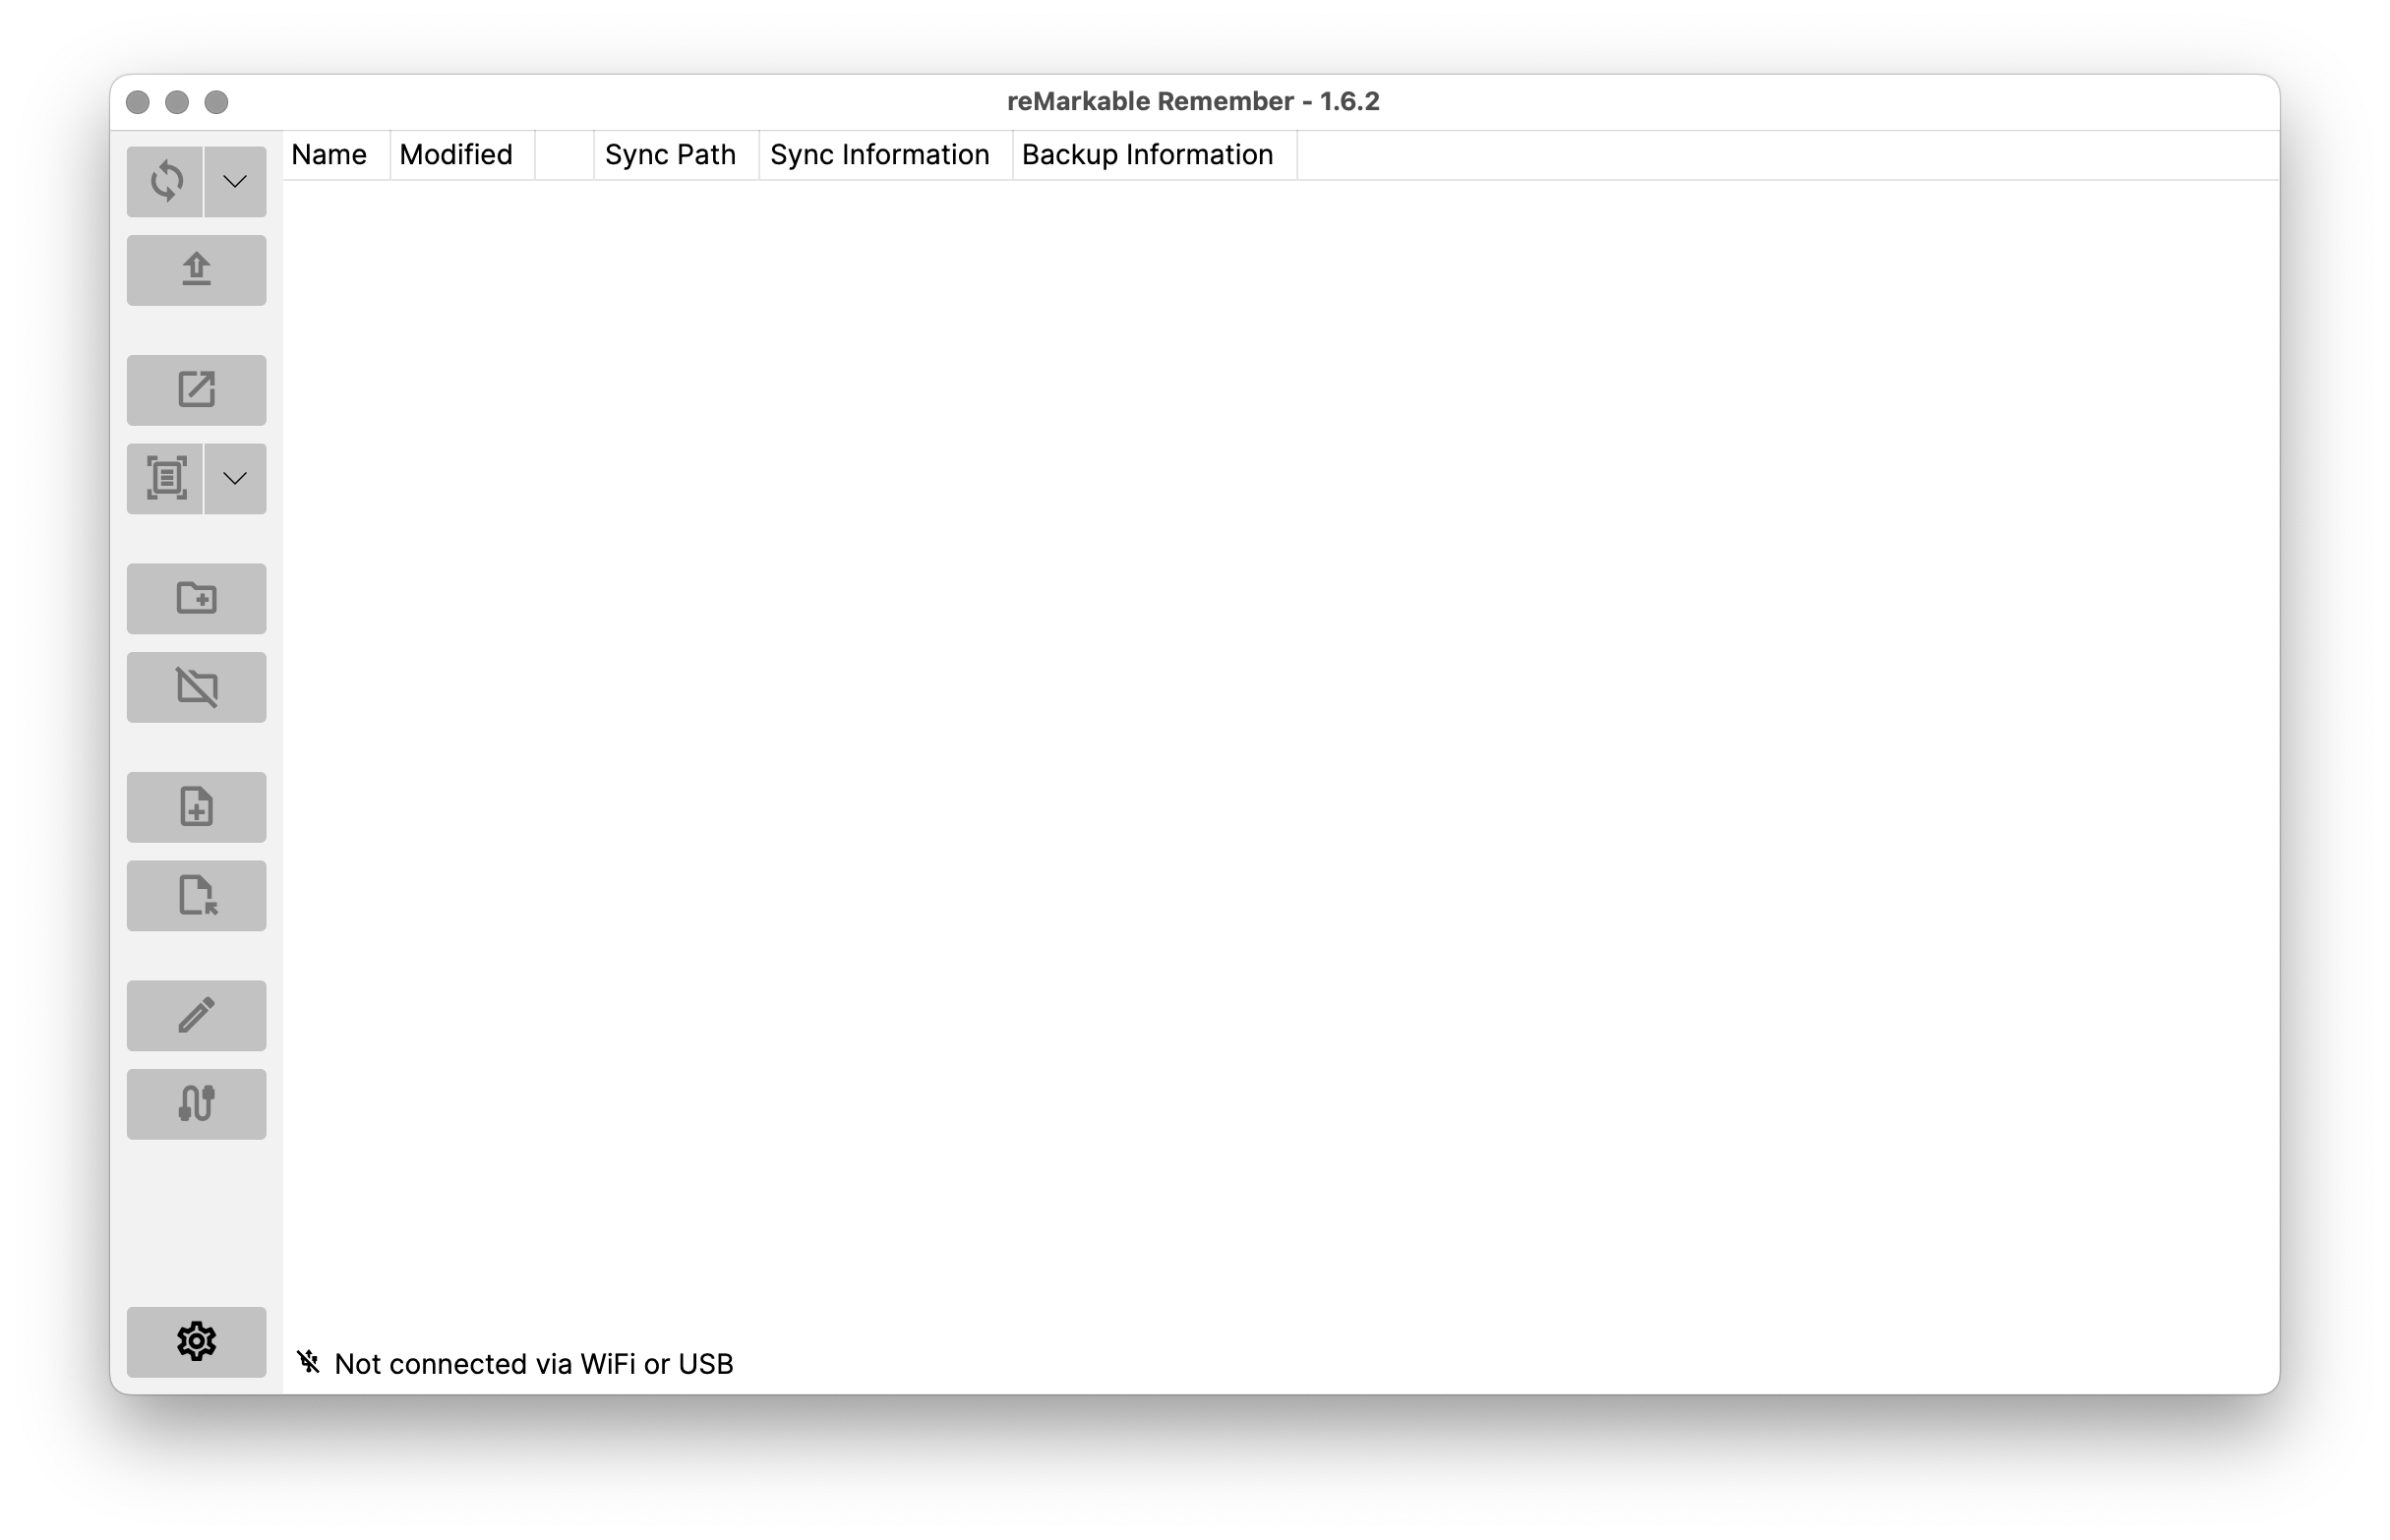 reMarkable Remember - 1.6.2
Name Modified Sync Path Sync Information Backup Information
Not connected via WiFi or USB